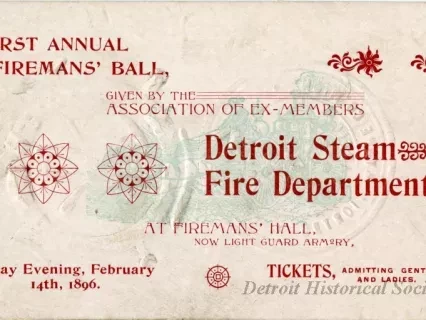 RST ANNUAL
FIREMANS' BALL,
GIVEN BY THE
ASSOCIATION OF EX-MEMBERS
Detroit Steam
Fire Department
AT FIREMANS' HALL,
NOW LIGHT GUARD ARMORY,
ay Evening, February
14th, 1896.
TICKETS, ADMITTING GENT
AND LADIES.
Detroit Historical Soci